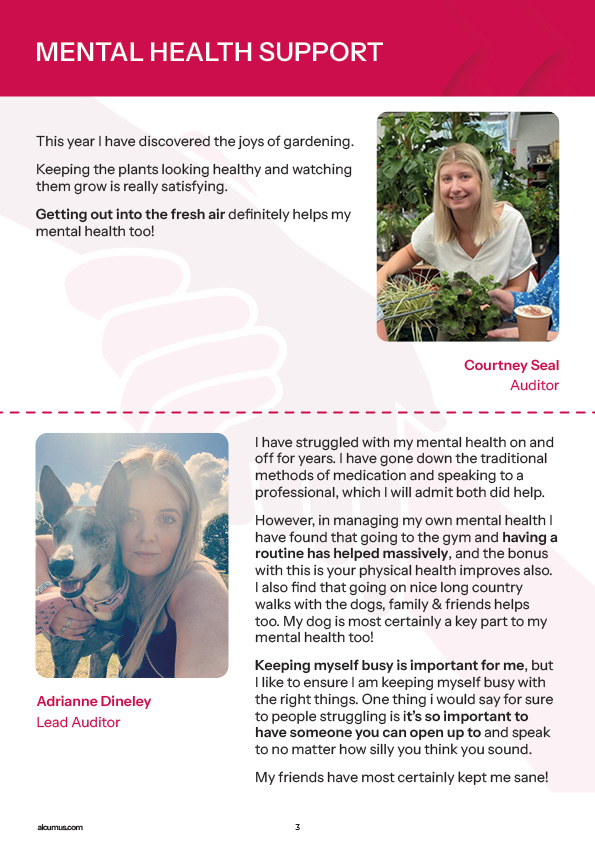 MENTAL HEALTH SUPPORT
This year I have discovered the joys of gardening.
Keeping the plants looking healthy and watching
them grow is really satisfying.
Getting out into the fresh air definitely helps my
mental health too!
Courtney Seal
Auditor
I have struggled with my mental health on and
off for years. I have gone down the traditional
methods of medication and speaking to a
professional, which I will admit both did help.
However, in managing my own mental health I
have found that going to the gym and having a
routine has helped massively, and the bonus
with this is your physical health improves also.
I also find that going on nice long country
walks with the dogs, family & friends helps
too. My dog is most certainly a key part to my
mental health too!
Keeping myself busy is important for me, but
I like to ensure I am keeping myself busy with
the right things. One thing i would say for sure
to people struggling is it's so important to
have someone you can open up to and speak
to no matter how silly you think you sound.
My friends have most certainly kept me sane!
Adrianne Dineley
Lead Auditor
alcumus.com
3